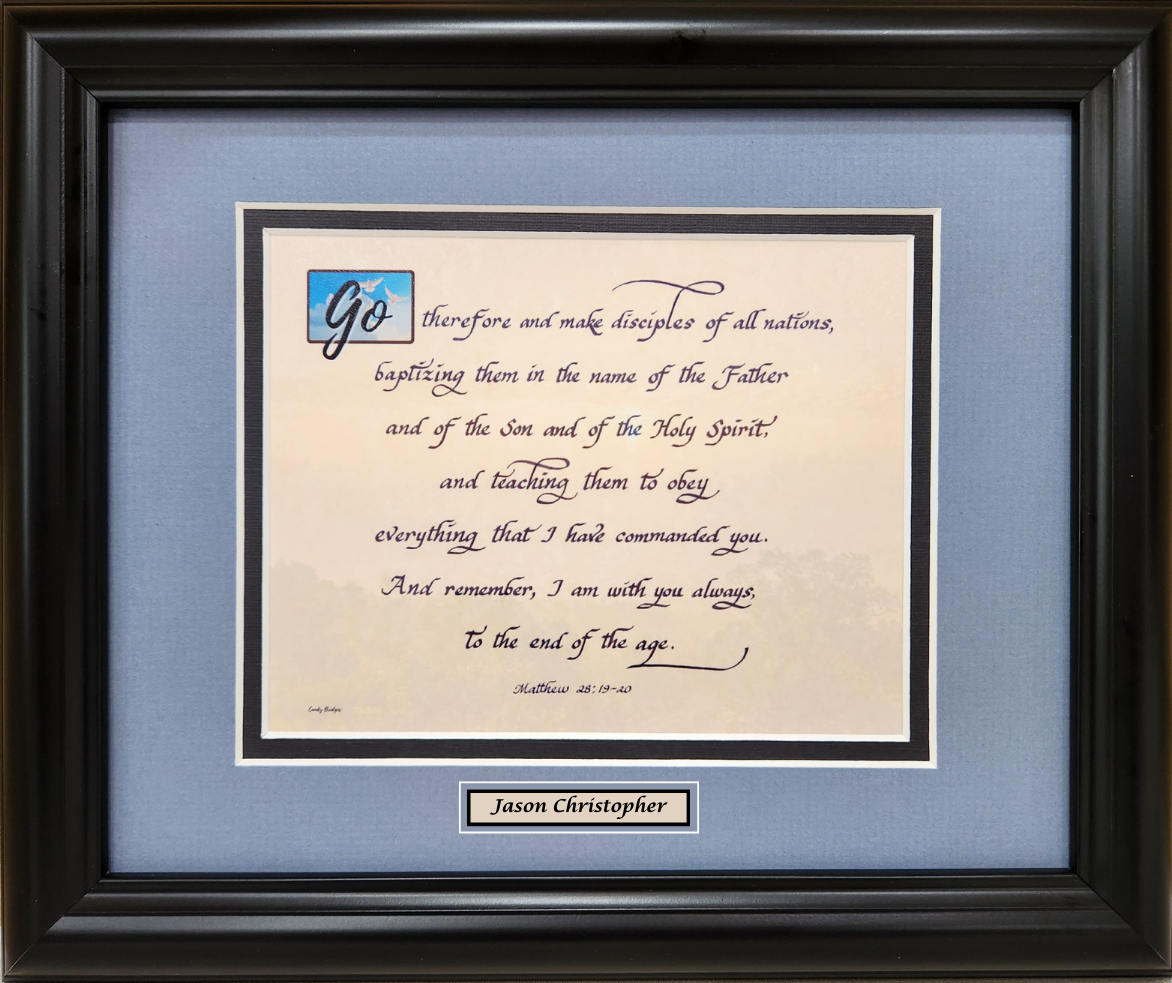 Go therefore and make disciples of all nations,
baptizing them in the name of the Father
and of the Son and of the Holy Spirit,
and teaching them to obey
everything that I have commanded you.
And remember, I am with you always,
to the end of the age.
Matthew 28:19-20
Jason Christopher